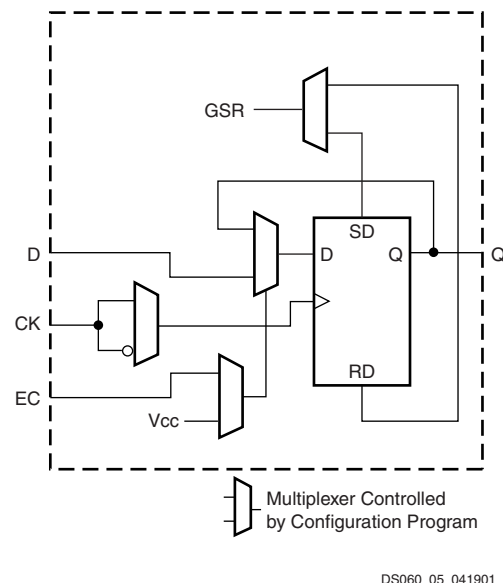 GSR
SD
D
D
Q
Q
CK
RD
EC
Vcc
Multiplexer Controlled
by Configuration Program
DS060_05_041901